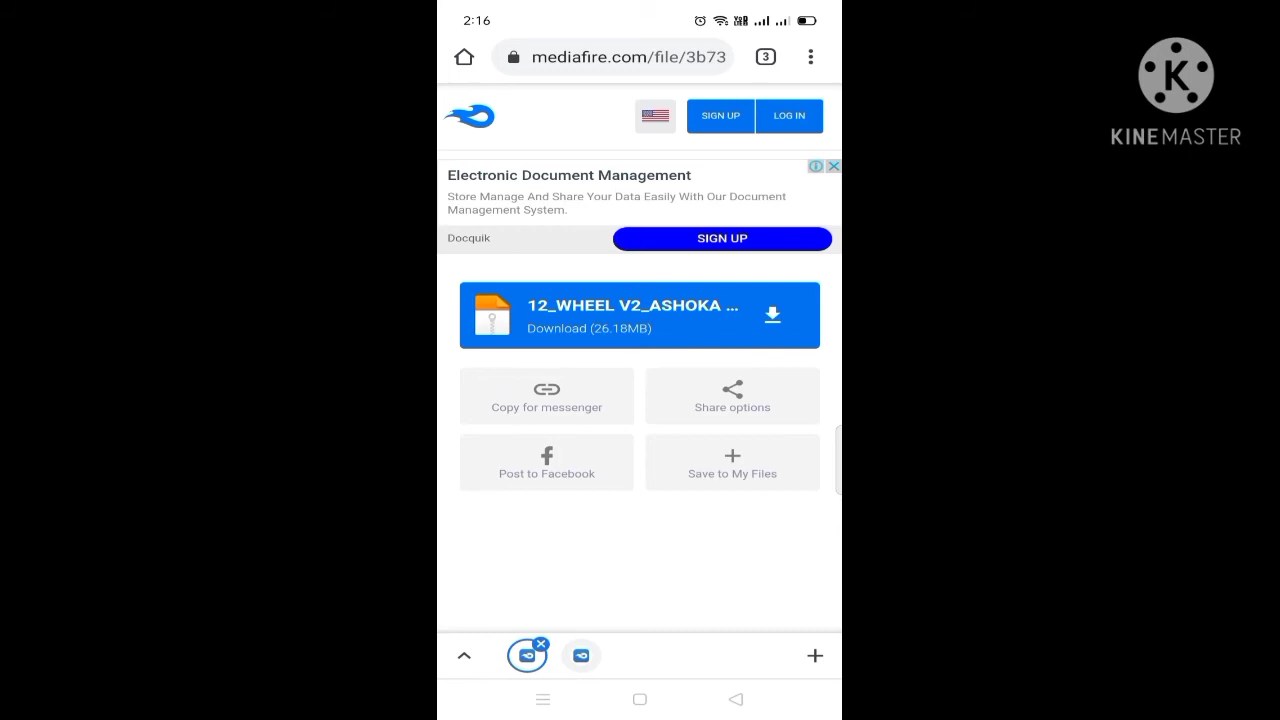 2:16
mediafire.com/file/3b73
3
K
KINEMASTER
SIGN UP
LOG IN
Electronic Document Management
Store Manage And Share Your Data Easily With Our Document
Management System.
Docquik
SIGN UP
12_WHEEL V2_ASHOKA ...
Download (26.18MB)
Copy for messenger
Share options
Post to Facebook
Save to My Files